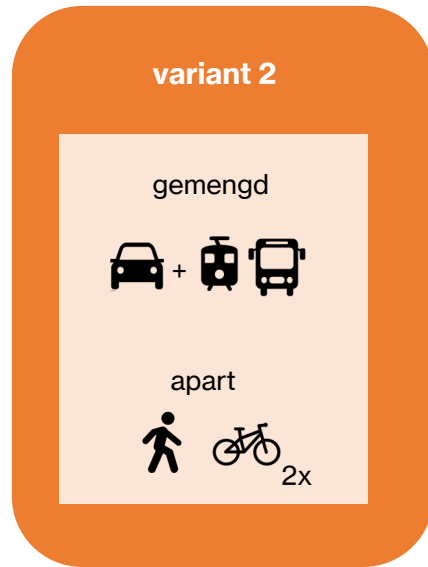 variant 2
gemengd
+
apart
2x